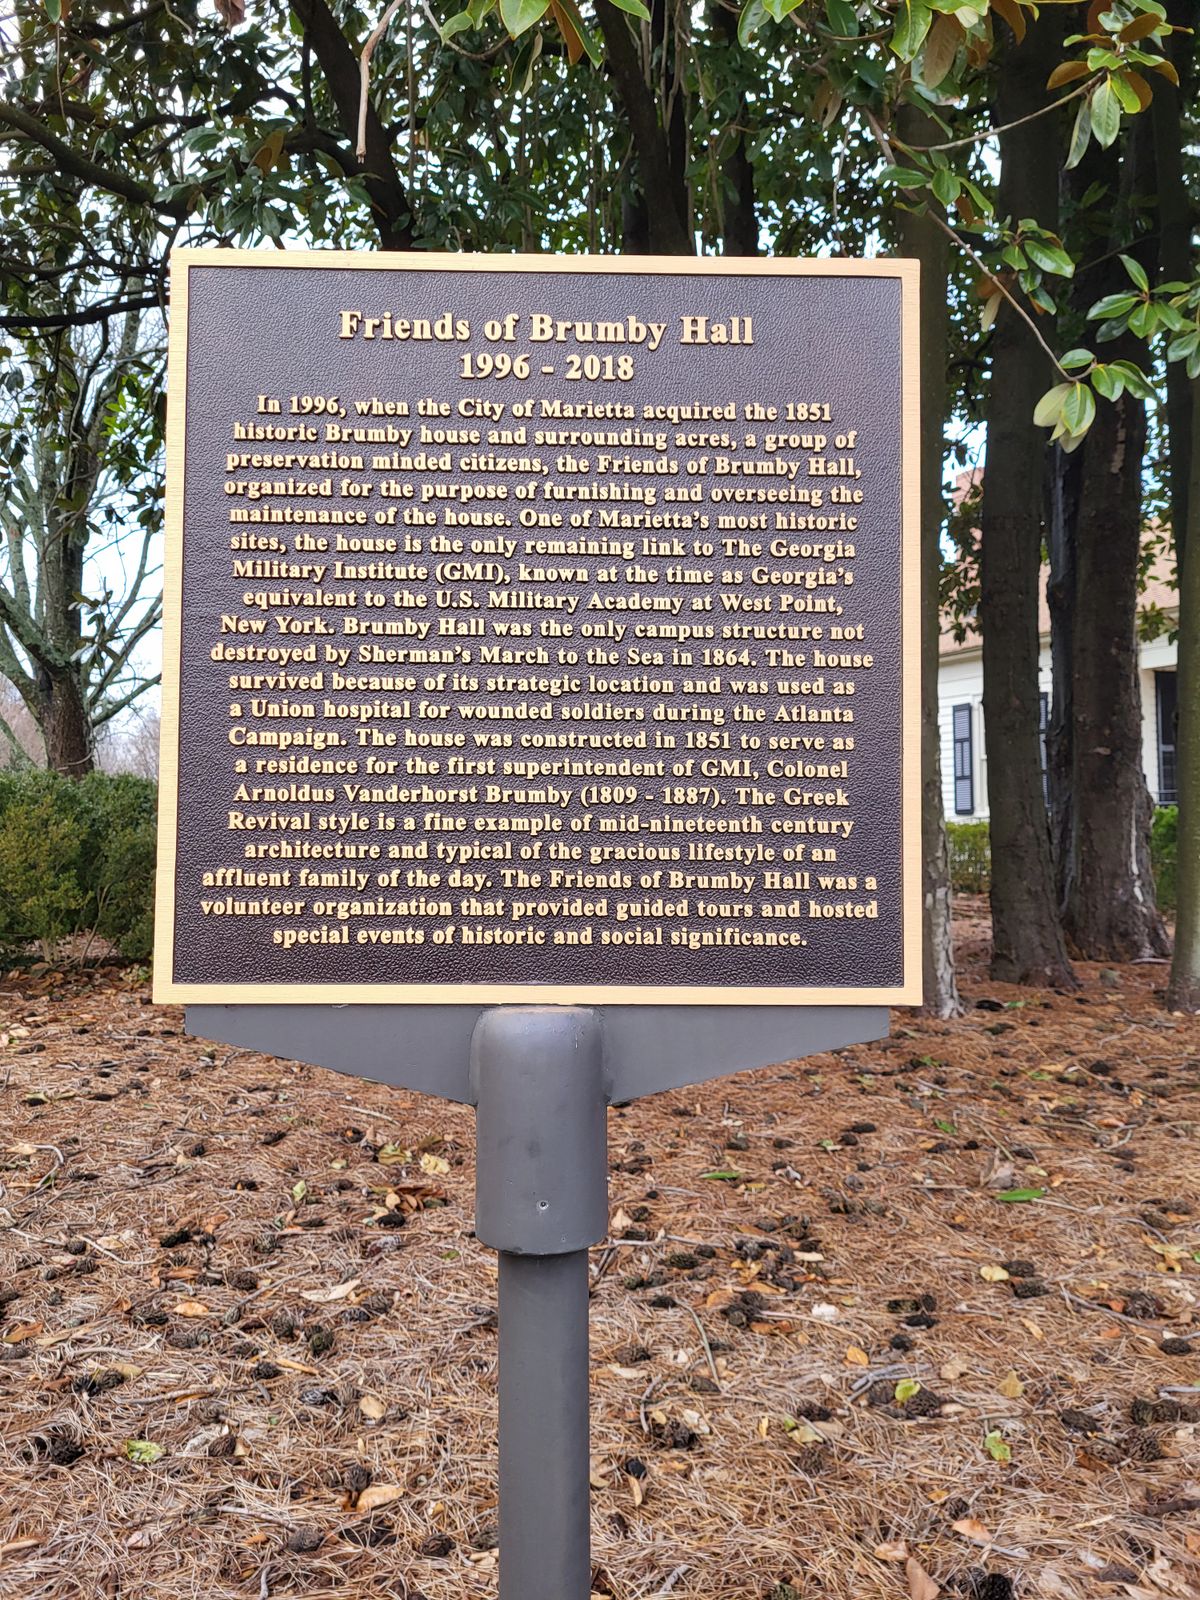 Friends of Brumby Hall
1996 - 2018
In 1996, when the City of Marietta acquired the 1851
historic Brumby house and surrounding acres, a group of
preservation minded citizens, the Friends of Brumby Hall,
organized for the purpose of furnishing and overseeing the
maintenance of the house. One of Marietta's most historic
sites, the house is the only remaining link to The Georgia
Military Institute (GMI), known at the time as Georgia's
equivalent to the U.S. Military Academy at West Point,
New York. Brumby Hall was the only campus structure not
destroyed by Sherman's March to the Sea in 1864. The house
survived because of its strategic location and was used as
a Union hospital for wounded soldiers during the Atlanta
Campaign. The house was constructed in 1851 to serve as
a residence for the first superintendent of GMI, Colonel
Arnoldus Vanderhorst Brumby (1809 - 1887). The Greek
Revival style is a fine example of mid-nineteenth century
architecture and typical of the gracious lifestyle of an
affluent family of the day. The Friends of Brumby Hall was a
volunteer organization that provided guided tours and hosted
special events of historic and social significance.